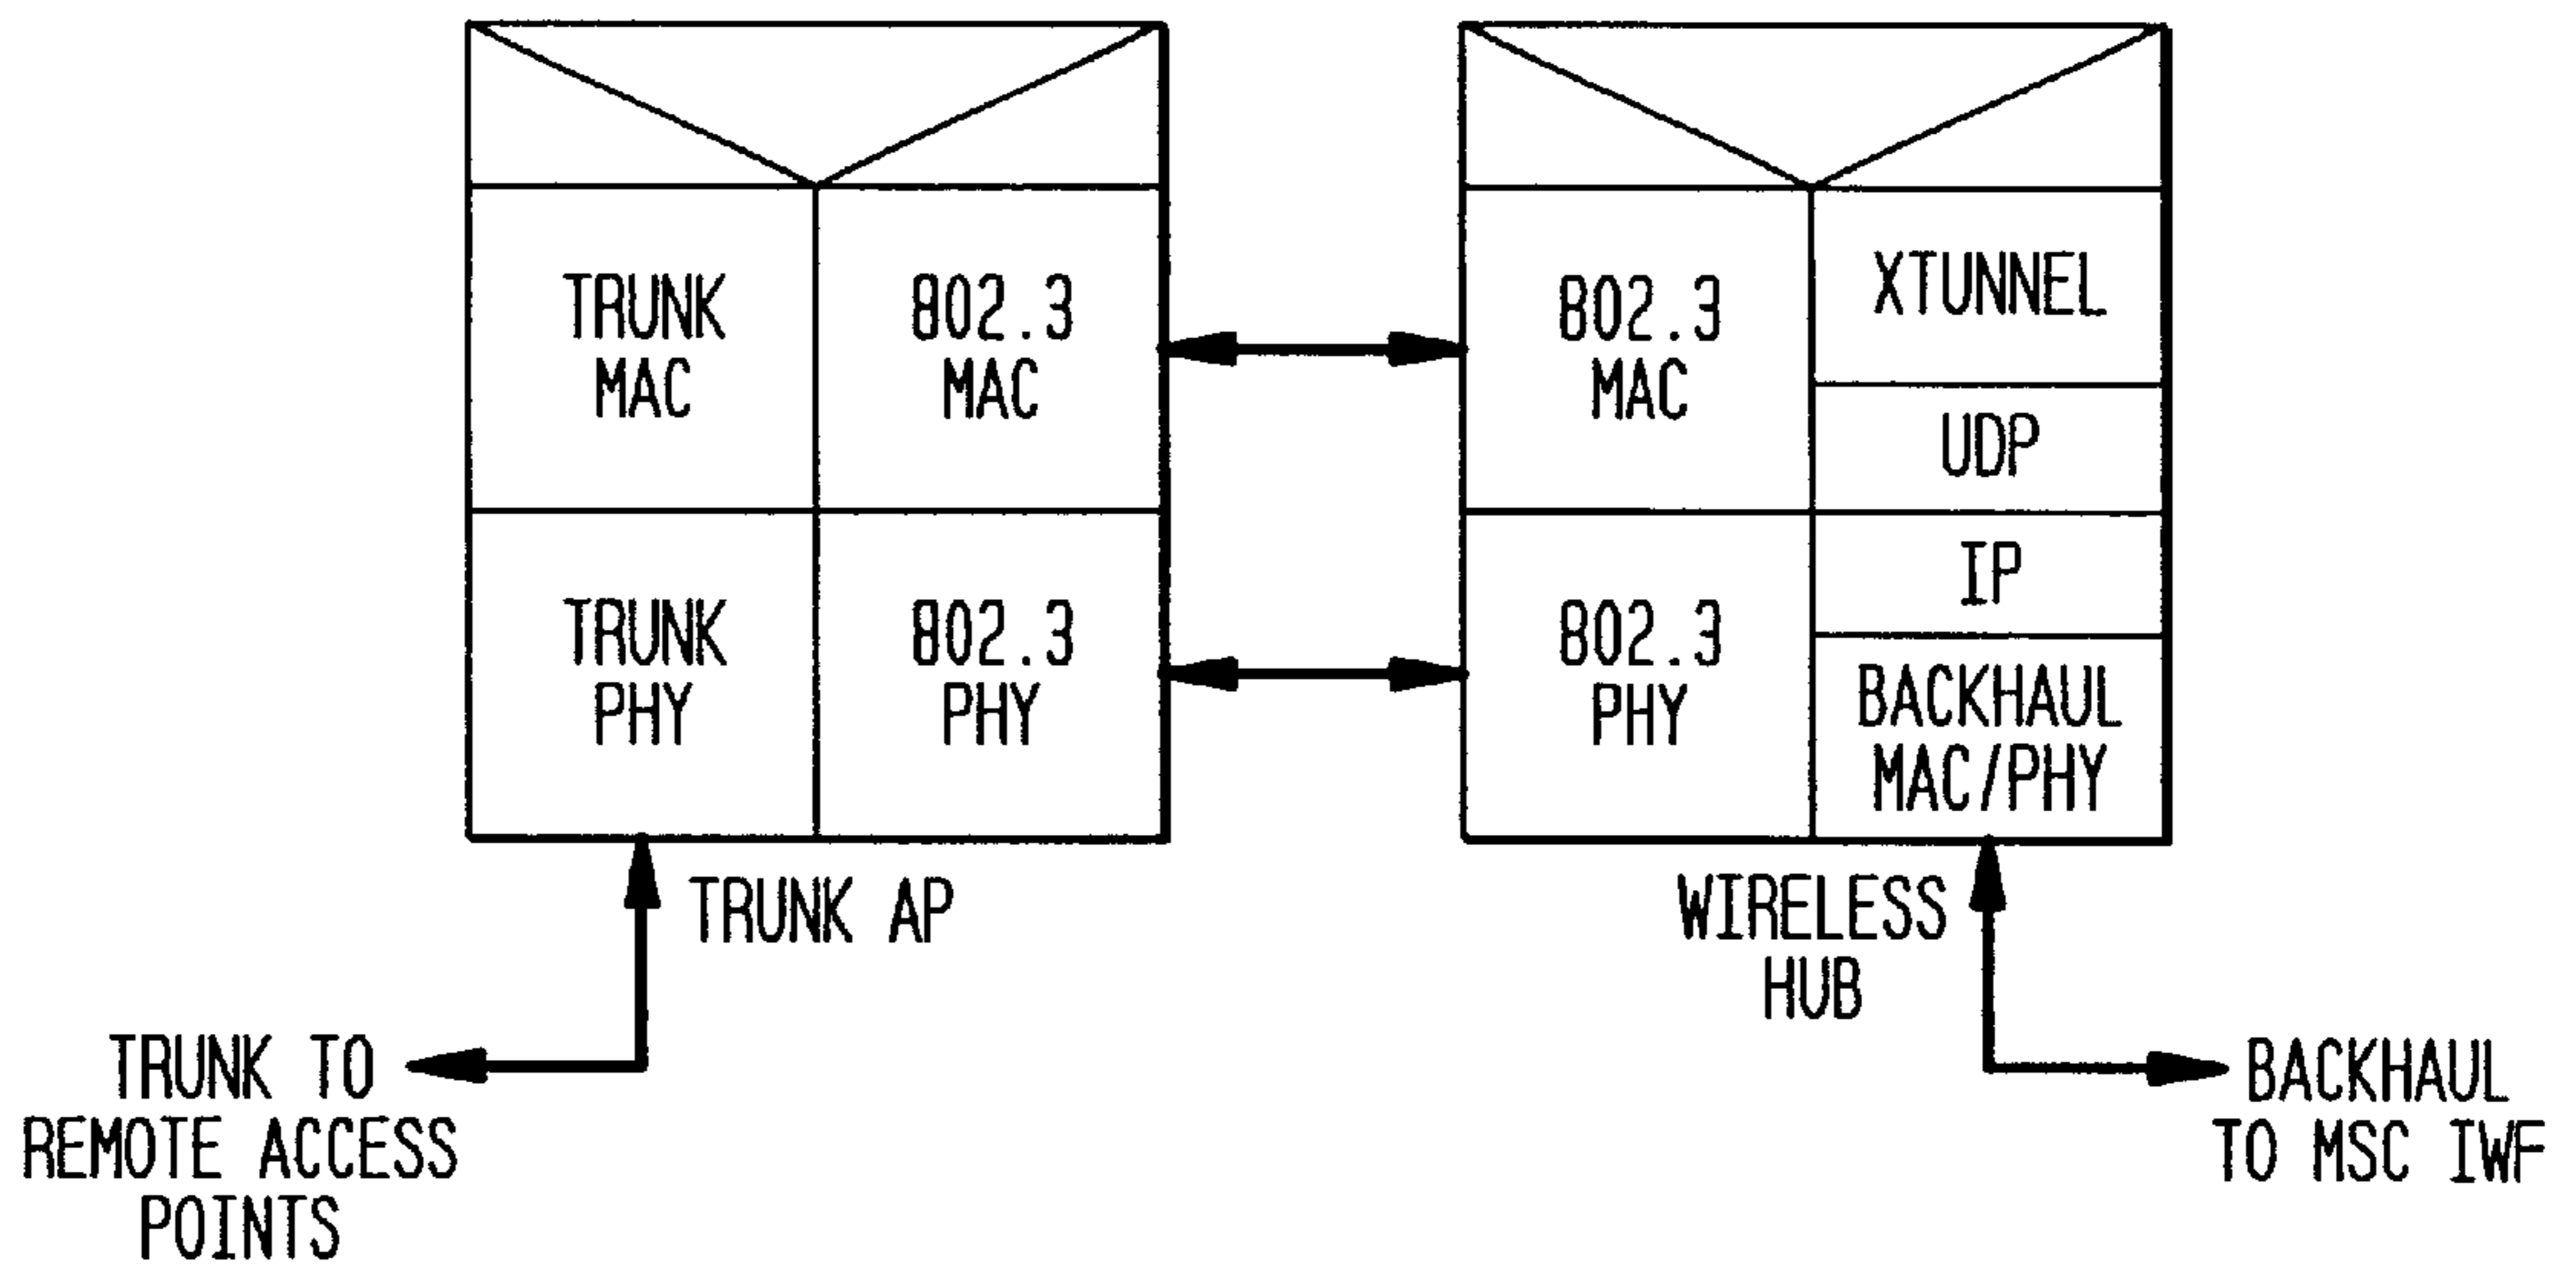 TRUNK
MAC
802.3
MAC
TRUNK
PHY
802.3
PHY
TRUNK AP
TRUNK TO
REMOTE ACCESS
POINTS
802.3
MAC
XTUNNEL
UDP
802.3
PHY
IP
BACKHAUL
MAC/PHY
WIRELESS
HUB
BACKHAUL
TO MSC IWF